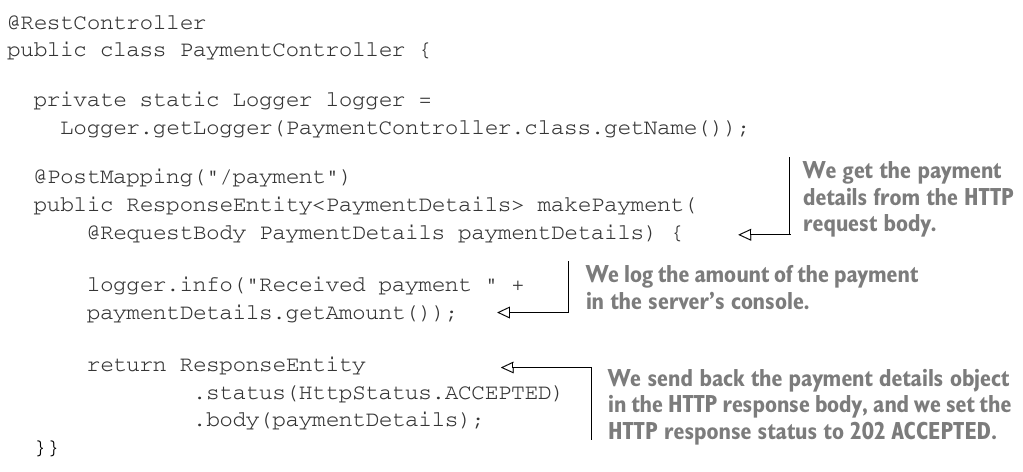 @RestController
public class PaymentController {
private static Logger logger =
Logger.getLogger(PaymentController.class.getName());
@PostMapping("/payment")
public ResponseEntity<PaymentDetails> makePayment(
@RequestBody PaymentDetails paymentDetails) {
We get the payment
details from the HTTP
request body.
logger.info("Received payment " +
paymentDetails.getAmount());
We log the amount of the payment
in the server's console.
return ResponseEntity
.status(HttpStatus.ACCEPTED)
.body(paymentDetails);
We send back the payment details object
in the HTTP response body, and we set the
HTTP response status to 202 ACCEPTED.
}}